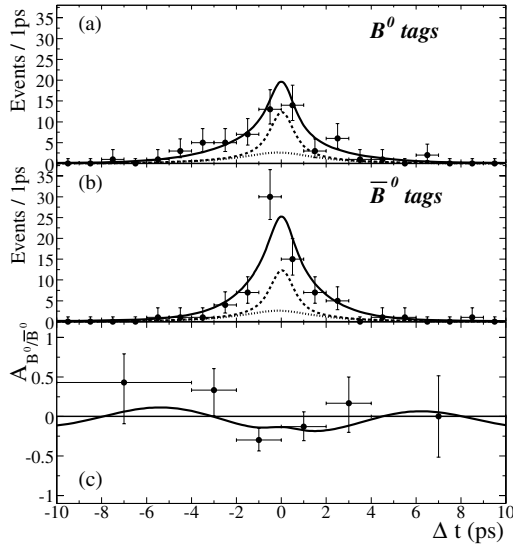 (a)
B⁰ tags
Events / 1ps
35
30
25
20
15
10
5
0
(b)
B̅⁰ tags
Events / 1ps
35
30
25
20
15
10
5
0
A_{B⁰/B̅⁰}
1
0.5
0
-0.5
-1
(c)
-10 -8 -6 -4 -2 0 2 4 6 8 10
Δ t (ps)